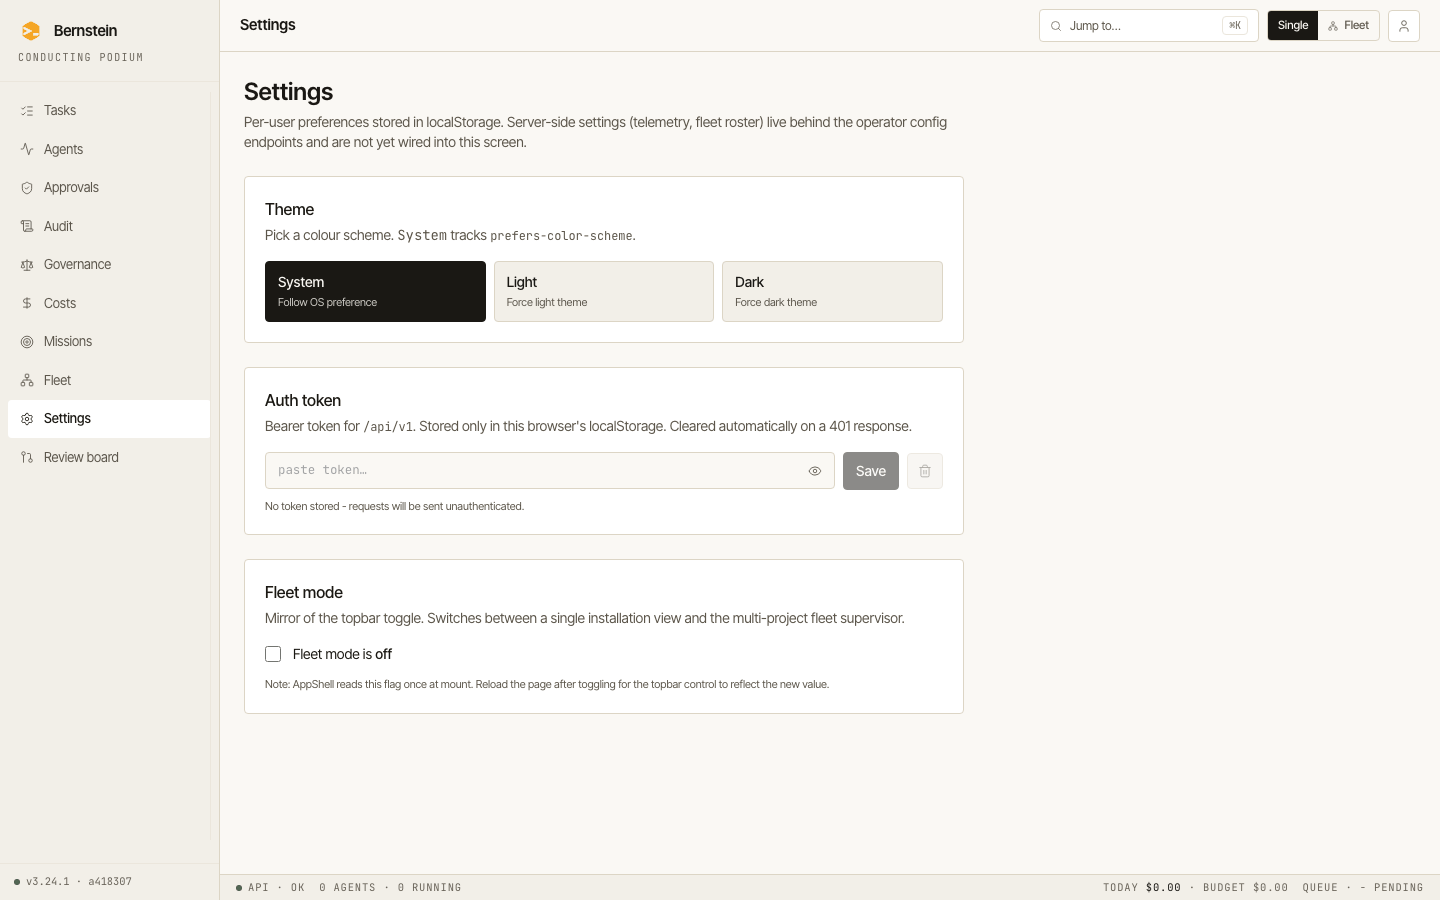 Bernstein
CONDUCTING PODIUM
Tasks
Agents
Approvals
Audit
Governance
Costs
Missions
Fleet
Settings
Review board
v3.24.1 · a418307
Settings
Jump to…
⌘K
Single
Fleet
Settings
Per-user preferences stored in localStorage. Server-side settings (telemetry, fleet roster) live behind the operator config
endpoints and are not yet wired into this screen.
Theme
Pick a colour scheme. System tracks prefers-color-scheme.
System
Follow OS preference
Light
Force light theme
Dark
Force dark theme
Auth token
Bearer token for /api/v1. Stored only in this browser's localStorage. Cleared automatically on a 401 response.
paste token…
Save
No token stored - requests will be sent unauthenticated.
Fleet mode
Mirror of the topbar toggle. Switches between a single installation view and the multi-project fleet supervisor.
Fleet mode is off
Note: AppShell reads this flag once at mount. Reload the page after toggling for the topbar control to reflect the new value.
API · OK 0 AGENTS · 0 RUNNING
TODAY $0.00 · BUDGET $0.00 QUEUE · - PENDING